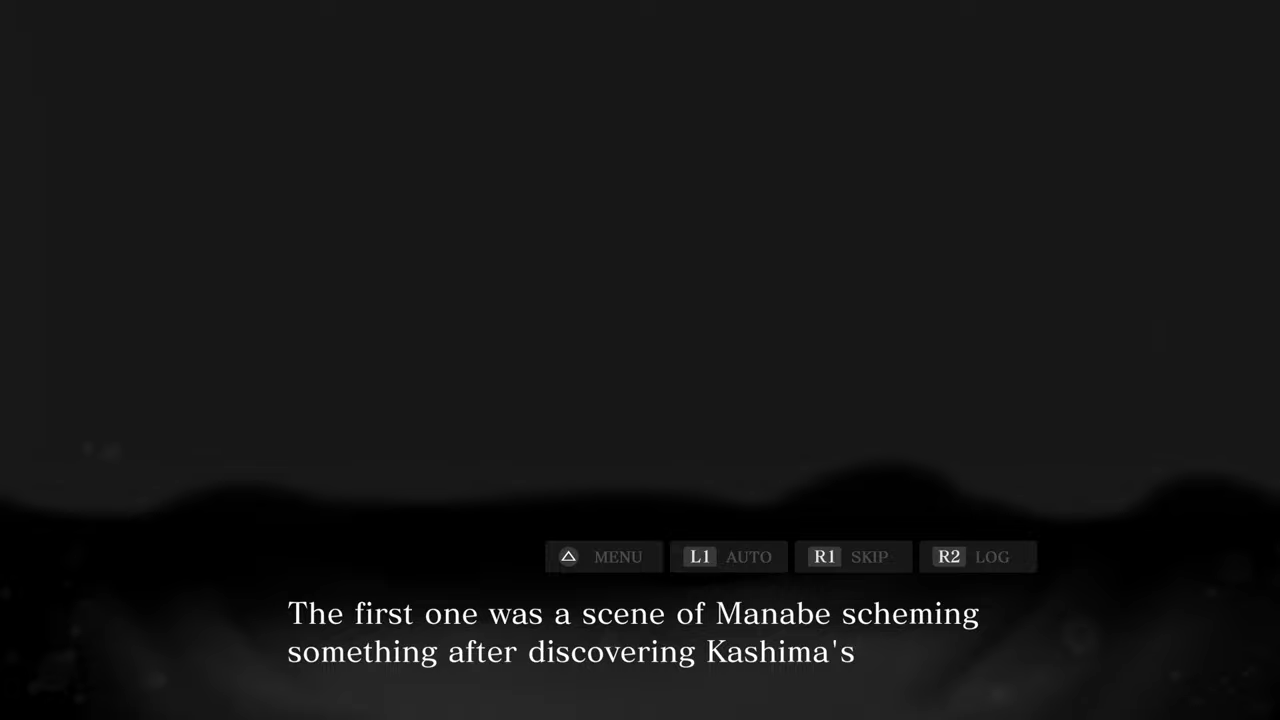 MENU L1 AUTO R1 SKIP R2 LOG
The first one was a scene of Manabe scheming
something after discovering Kashima's